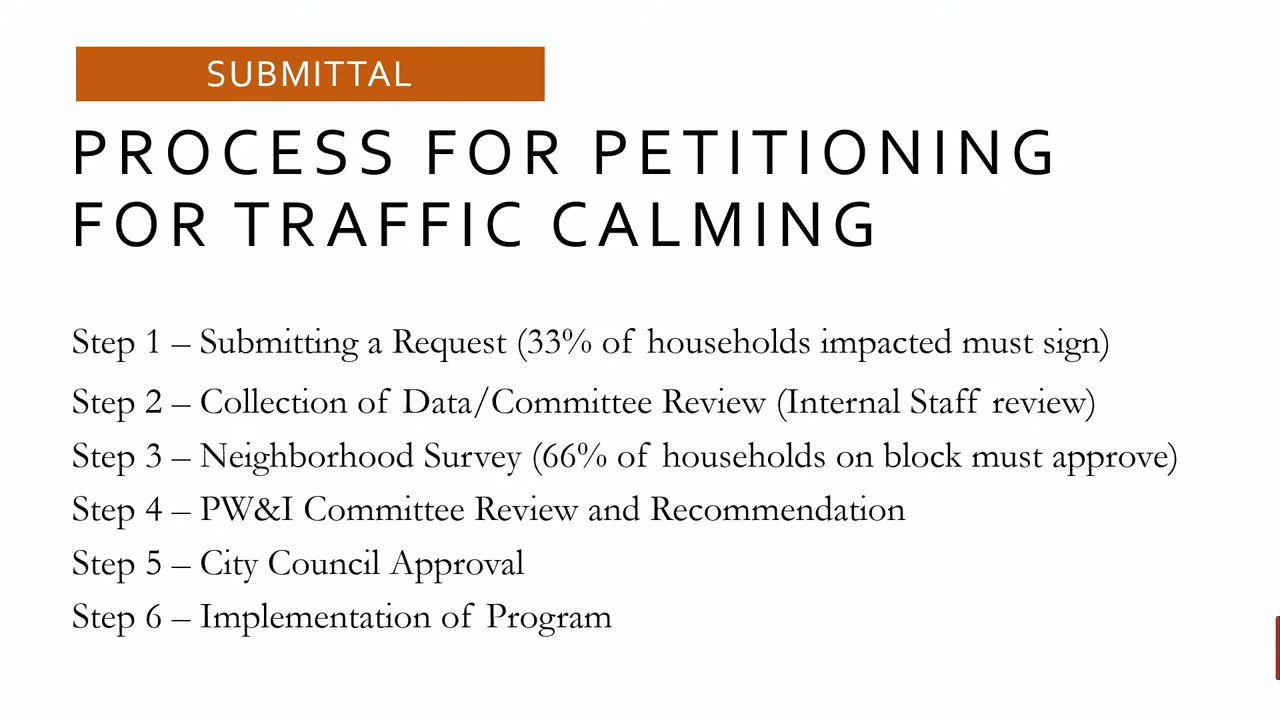 SUBMITTAL
PROCESS FOR PETITIONING
FOR TRAFFIC CALMING
Step 1 – Submitting a Request (33% of households impacted must sign)
Step 2 – Collection of Data/Committee Review (Internal Staff review)
Step 3 – Neighborhood Survey (66% of households on block must approve)
Step 4 – PW&I Committee Review and Recommendation
Step 5 – City Council Approval
Step 6 – Implementation of Program